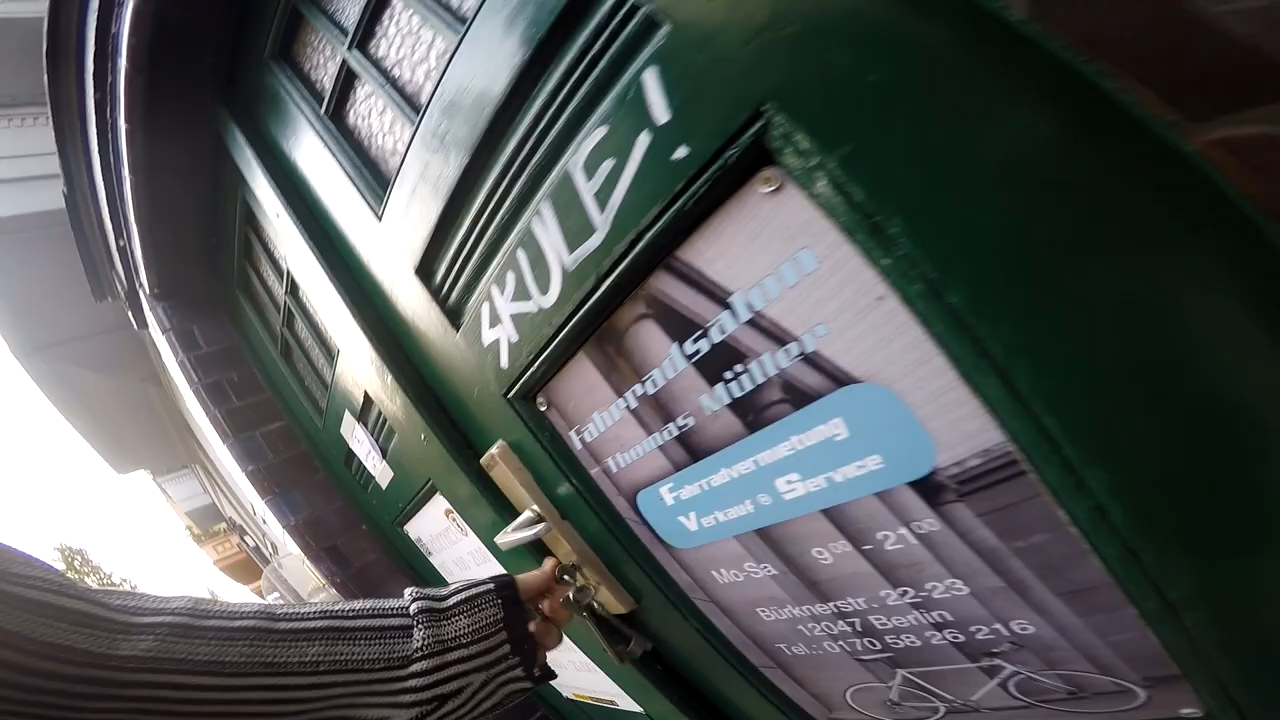 SKULE!
Fahrradsalon
Thomas Müller
Fahrradvermietung
Verkauf & Service
Mo-Sa 9⁰⁰ - 21⁰⁰
Bürknerstr. 22-23
12047 Berlin
Tel.: 0170 58 26 216